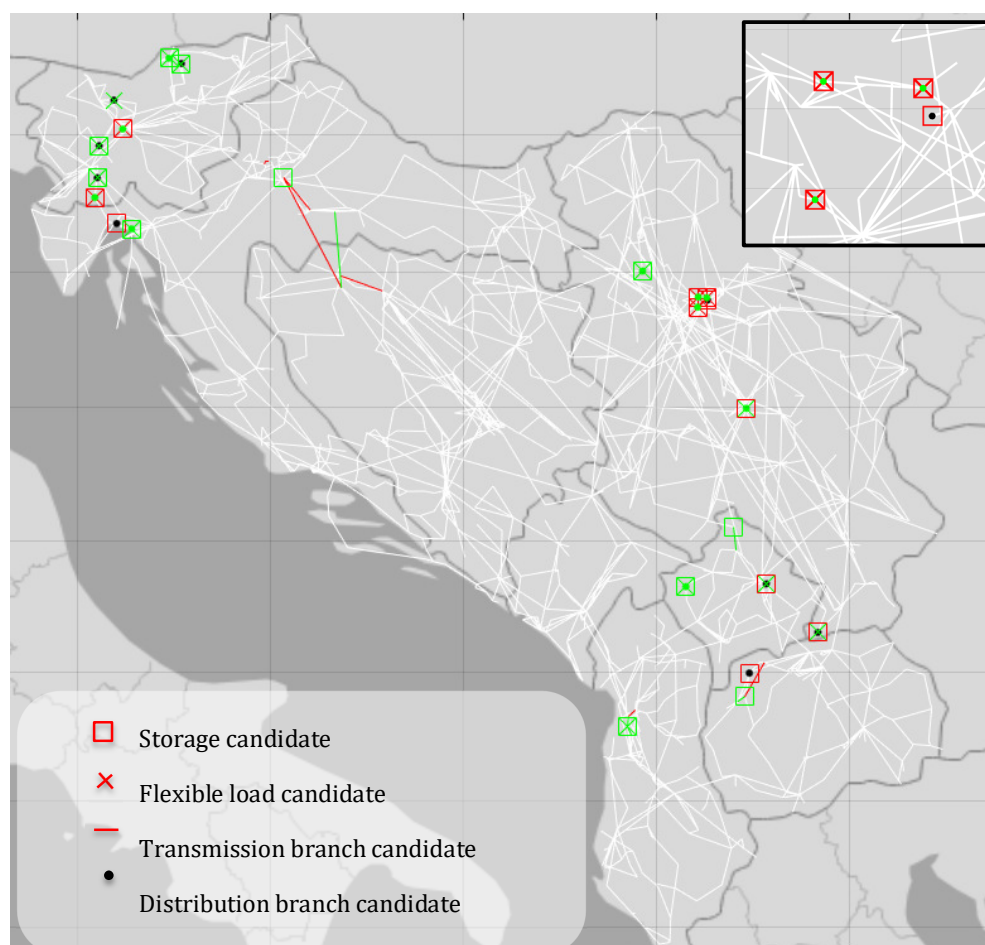 Storage candidate
Flexible load candidate
Transmission branch candidate
Distribution branch candidate